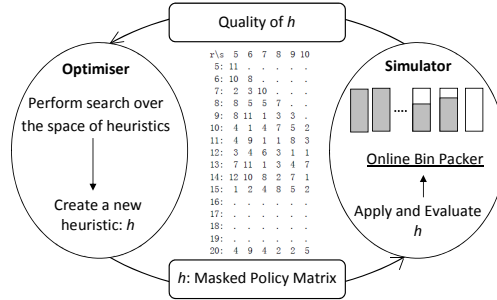 Quality of h
Optimiser
Perform search over
the space of heuristics
Create a new
heuristic: h
r\s 5 6 7 8 9 10
5: 11 . . . . .
6: 10 8 . . . .
7: 2 3 10 . . .
8: 5 5 7 . . .
9: 8 11 1 3 3 .
10: 4 1 4 7 5 2
11: 4 9 1 1 8 3
12: 3 4 6 3 1 1
13: 7 11 1 3 4 7
14: 12 10 8 2 7 1
15: 1 2 4 8 5 2
16: . . . . . .
17: . . . . . .
18: . . . . . .
19: . . . . . .
20: 4 9 4 2 2 5
Simulator
....
Online Bin Packer
Apply and Evaluate
h
h: Masked Policy Matrix